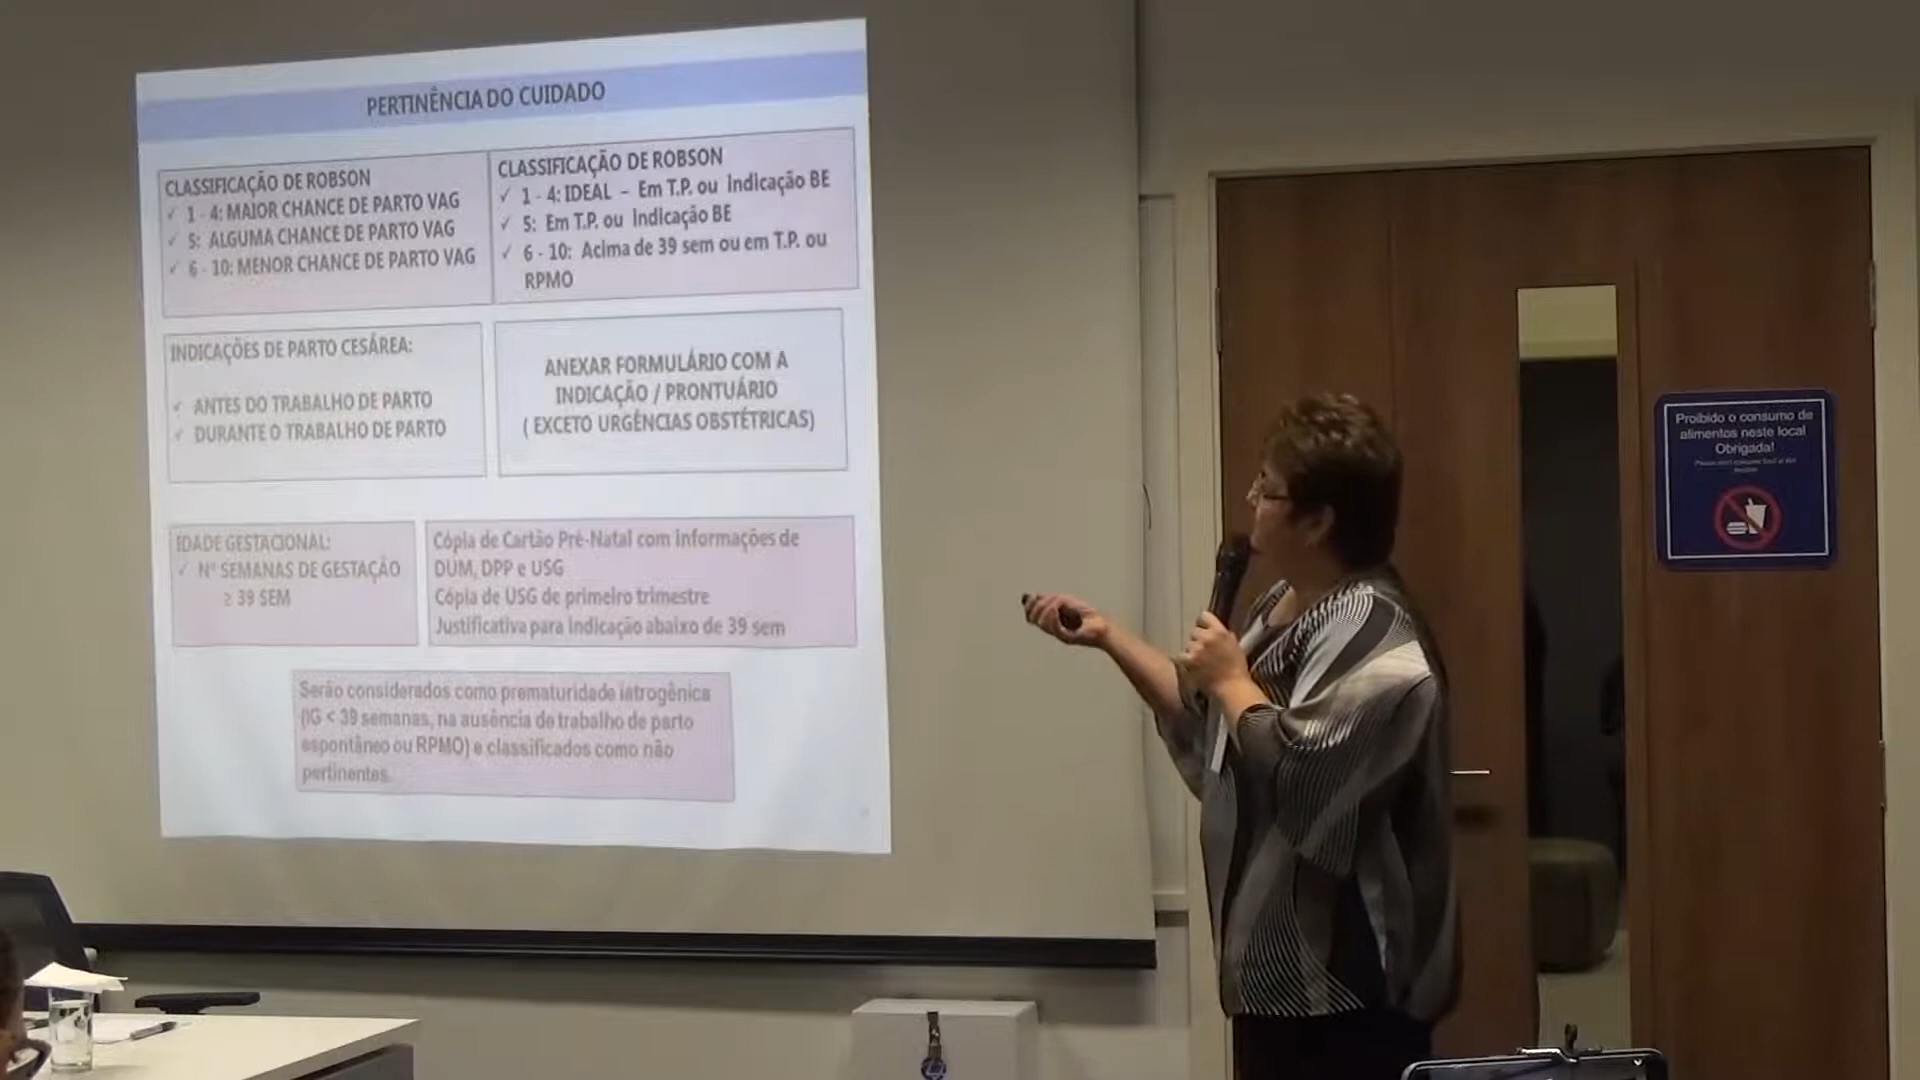 PERTINÊNCIA DO CUIDADO
CLASSIFICAÇÃO DE ROBSON
✓ 1 - 4: MAIOR CHANCE DE PARTO VAG
✓ 5: ALGUMA CHANCE DE PARTO VAG
✓ 6 - 10: MENOR CHANCE DE PARTO VAG
CLASSIFICAÇÃO DE ROBSON
✓ 1 - 4: IDEAL – Em T.P. ou Indicação BE
✓ 5: Em T.P. ou Indicação BE
✓ 6 - 10: Acima de 39 sem ou em T.P. ou
RPMO
INDICAÇÕES DE PARTO CESÁREA:
✓ ANTES DO TRABALHO DE PARTO
✓ DURANTE O TRABALHO DE PARTO
ANEXAR FORMULÁRIO COM A
INDICAÇÃO / PRONTUÁRIO
( EXCETO URGÊNCIAS OBSTÉTRICAS)
IDADE GESTACIONAL:
✓ Nº SEMANAS DE GESTAÇÃO
≥ 39 SEM
Cópia de Cartão Pré-Natal com informações de
DUM, DPP e USG
Cópia de USG de primeiro trimestre
Justificativa para indicação abaixo de 39 sem
Serão considerados como prematuridade iatrogênica
(IG < 39 semanas, na ausência de trabalho de parto
espontâneo ou RPMO) e classificados como não
pertinentes.
Proibido o consumo de
alimentos neste local
Obrigada!